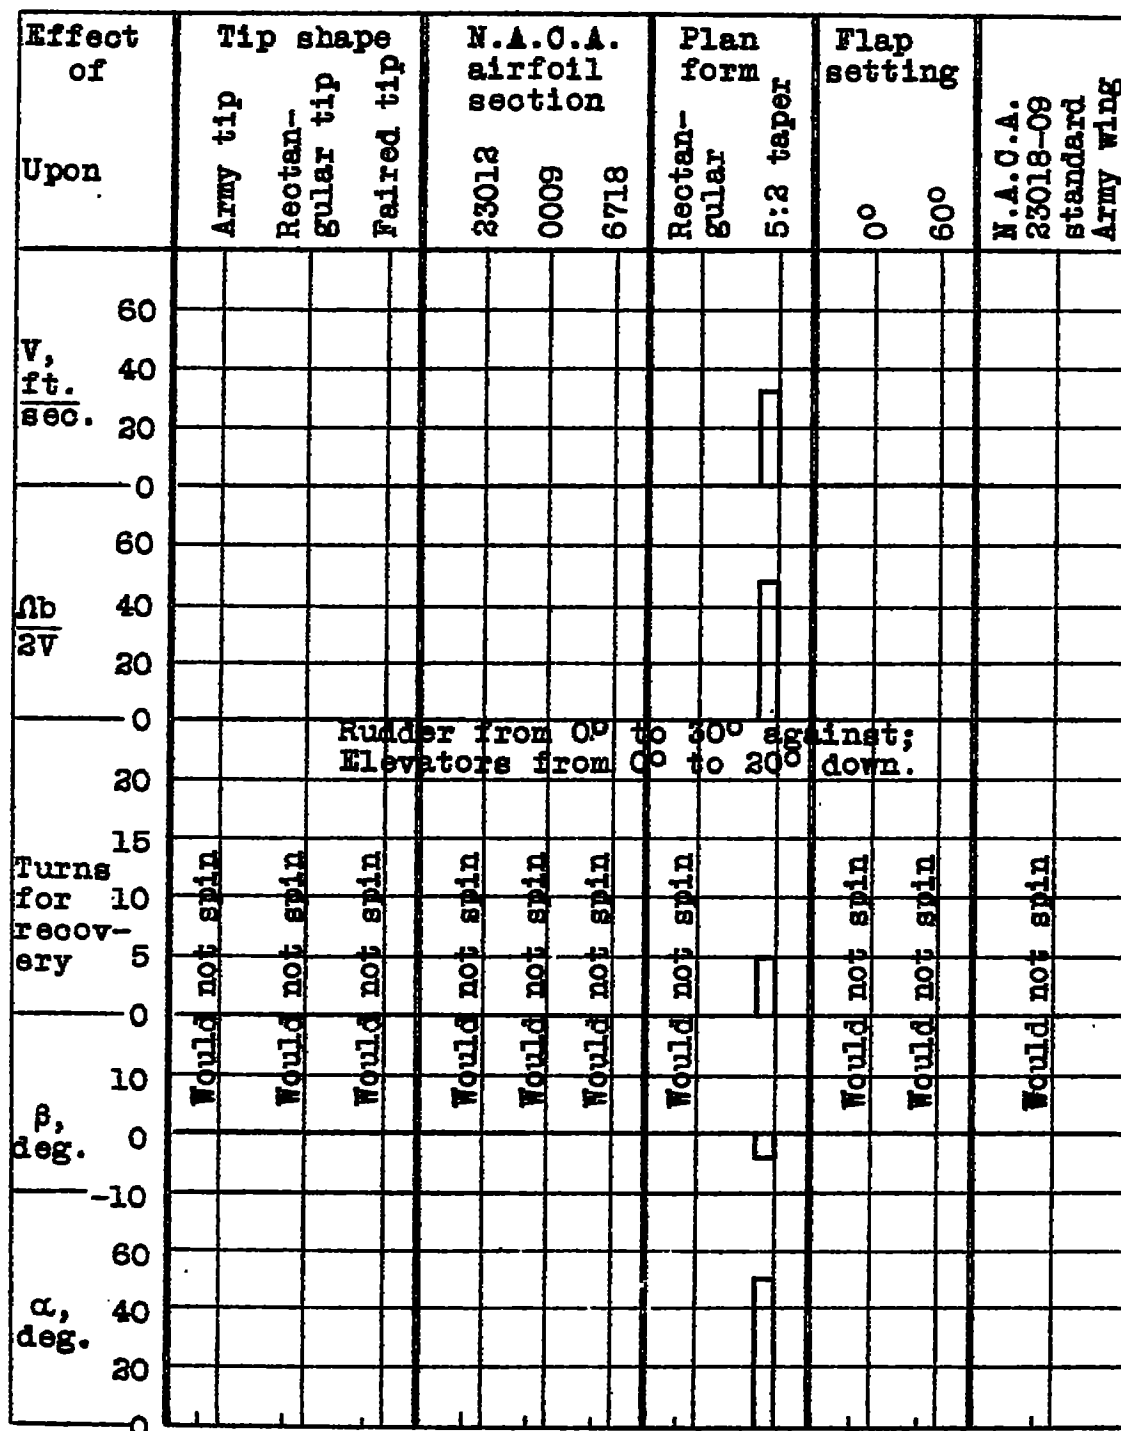 Effect of
Upon
Tip shape
Army tip
Rectan-
gular tip
Faired tip
N.A.C.A.
airfoil
section
23012
0009
6718
Plan
form
Rectan-
gular
5:2 taper
Flap
setting
0°
60°
N.A.C.A.
23018-09
standard
Army wing
V,
ft.
sec.
60
40
20
0
Ωb
2V
60
40
20
0
Rudder from 0° to 30° against;
Elevators from 0° to 20° down.
Turns
for
recov-
ery
20
15
10
5
0
Would not spin
Would not spin
Would not spin
Would not spin
Would not spin
Would not spin
Would not spin
Would not spin
Would not spin
Would not spin
β,
deg.
10
0
-10
α,
deg.
60
40
20
0